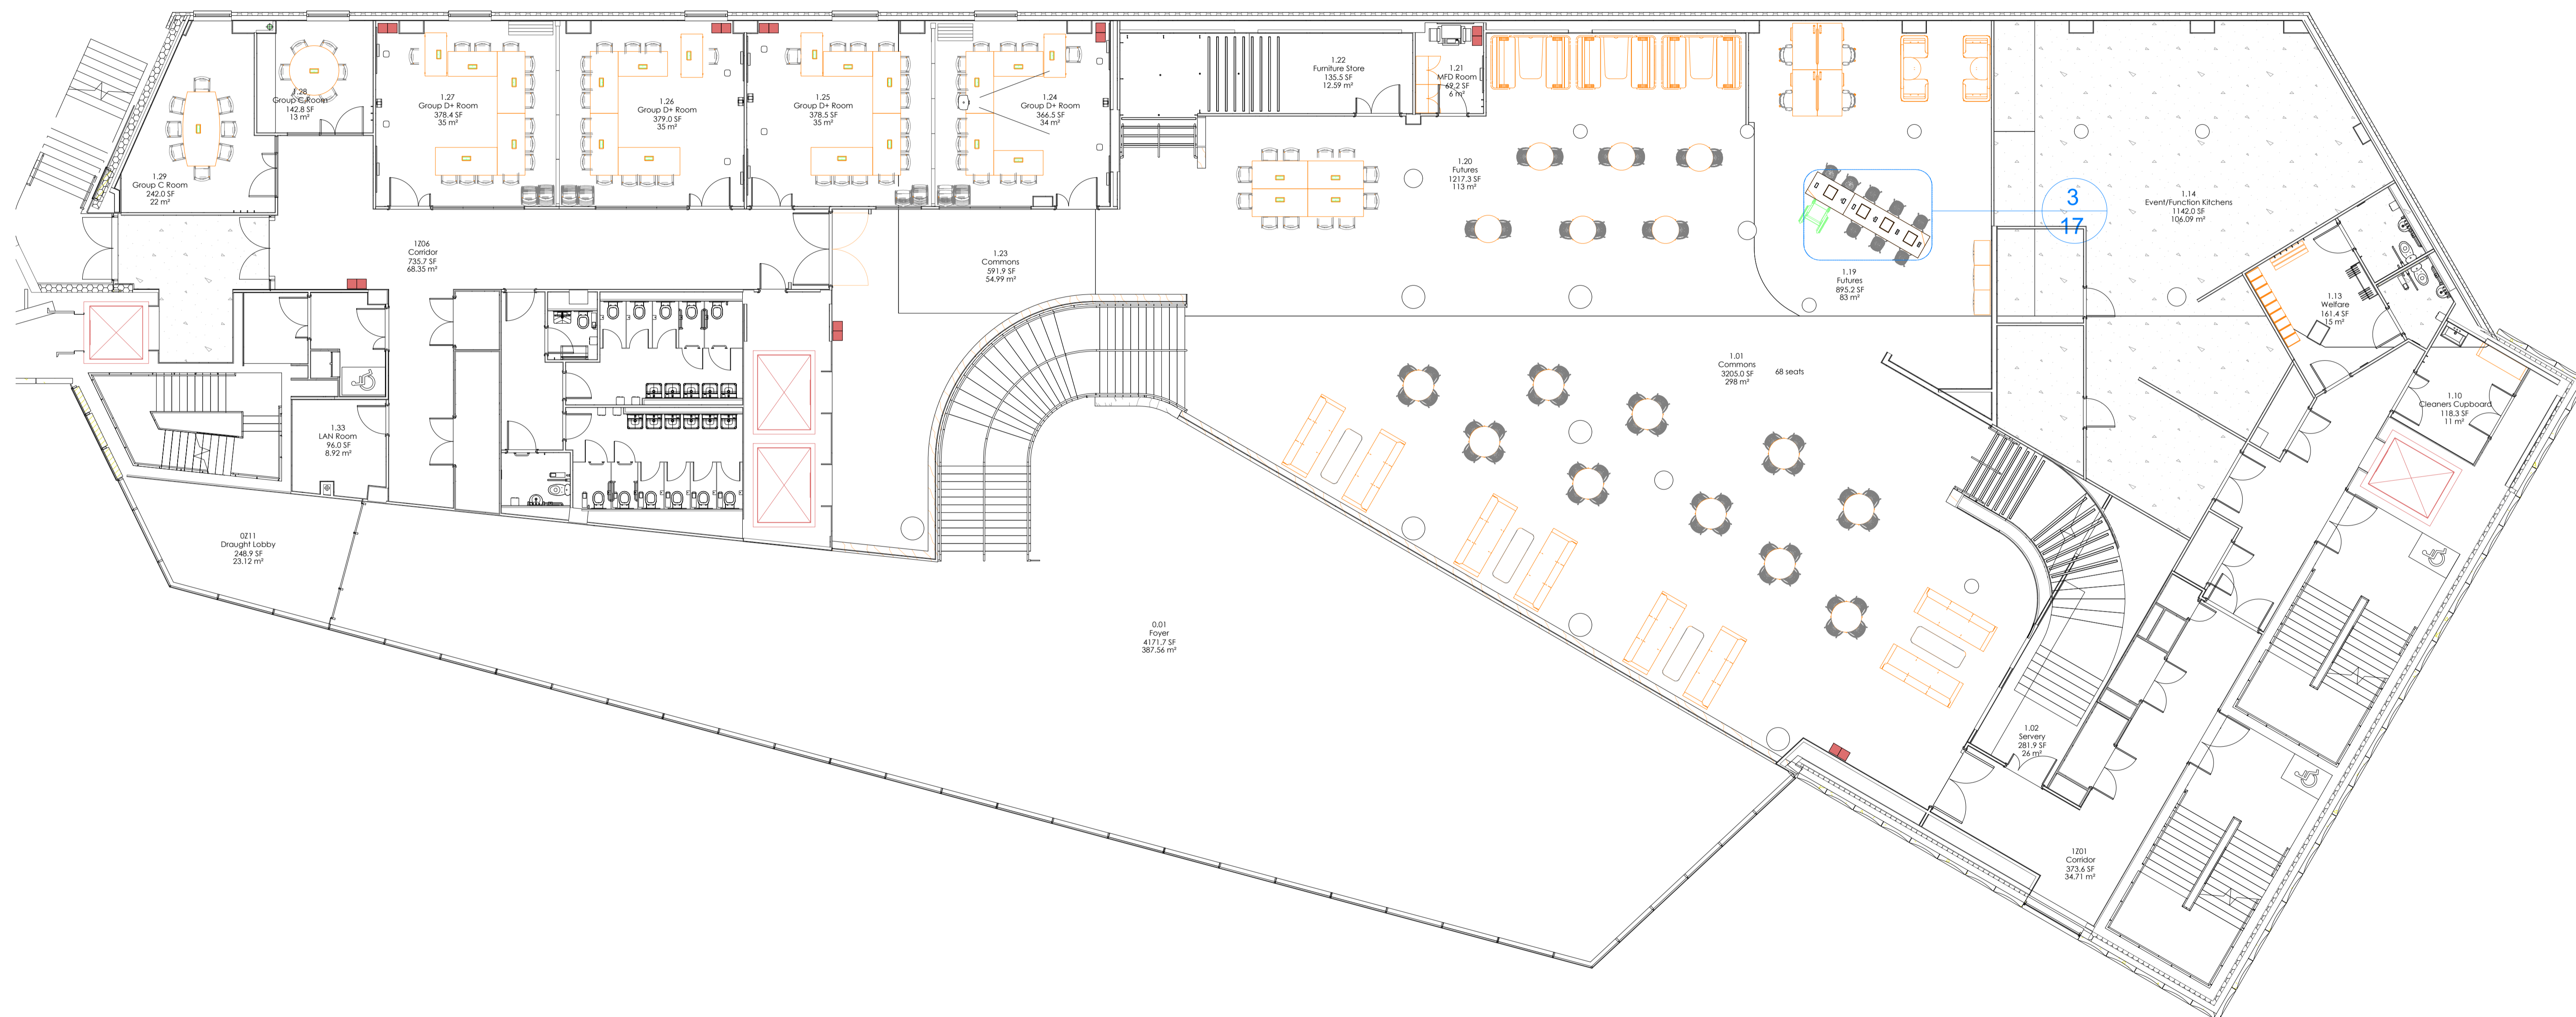 1.28
Group C Room
142.8 SF
13 m²
1.29
Group C Room
242.0 SF
22 m²
1.27
Group D+ Room
378.4 SF
35 m²
1.26
Group D+ Room
379.0 SF
35 m²
1.25
Group D+ Room
378.5 SF
35 m²
1.24
Group D+ Room
366.5 SF
34 m²
1.22
Furniture Store
135.5 SF
12.59 m²
1.21
MFD Room
69.2 SF
6 m²
1.20
Futures
1217.3 SF
113 m²
3
17
1.14
Event/Function Kitchens
1142.0 SF
106.09 m²
1Z06
Corridor
735.7 SF
68.35 m²
1.23
Commons
591.9 SF
54.99 m²
1.19
Futures
895.2 SF
83 m²
1.13
Welfare
161.4 SF
15 m²
1.01
Commons
3205.0 SF
298 m²
68 seats
1.10
Cleaners Cupboard
118.3 SF
11 m²
1.33
LAN Room
96.0 SF
8.92 m²
0Z11
Draught Lobby
248.9 SF
23.12 m²
0.01
Foyer
4171.7 SF
387.56 m²
1.02
Servery
281.9 SF
26 m²
1Z01
Corridor
373.6 SF
34.71 m²